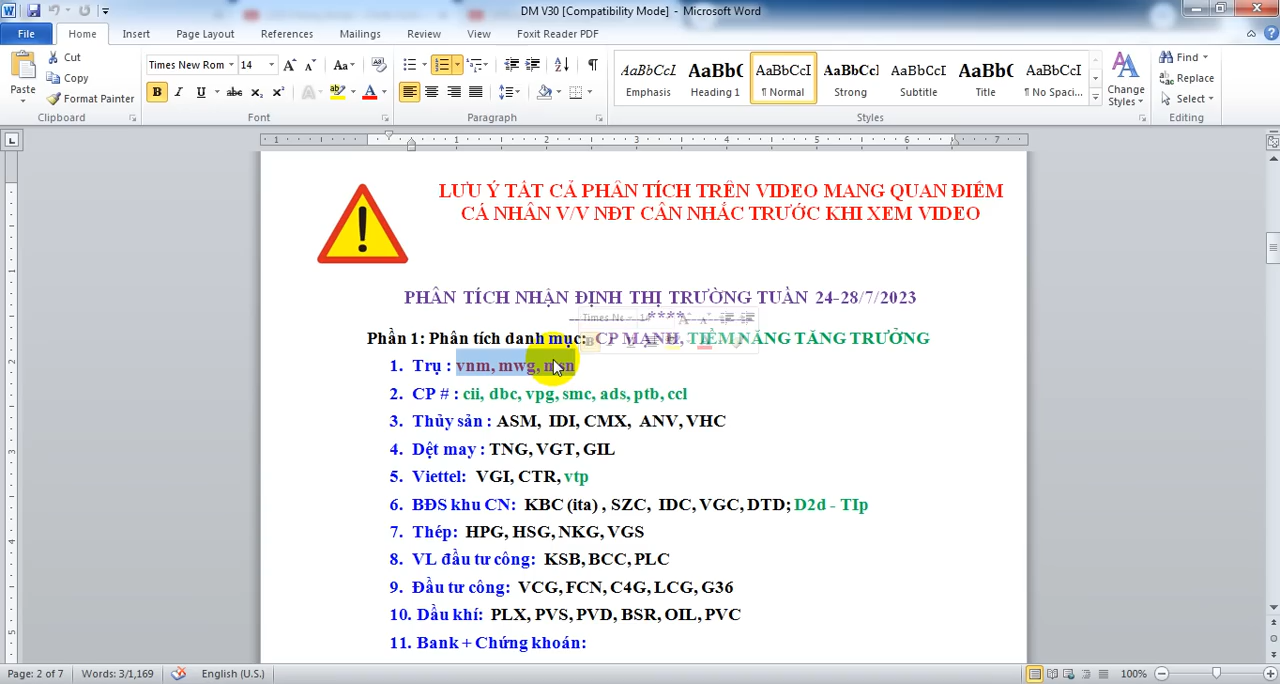 DM V30 [Compatibility Mode] - Microsoft Word
File Home Insert Page Layout References Mailings Review View Foxit Reader PDF
Cut
Copy
Format Painter
Paste
Times New Rom 14
AaBbCcI AaBb( AaBbCcI AaBbCcl AaBbCcI AaBb( AaBbCcI
Emphasis Heading 1 ¶ Normal Strong Subtitle Title ¶ No Spaci...
Change Styles
Find
Replace
Select
Clipboard Font Paragraph Styles Editing
LƯU Ý TẤT CẢ PHÂN TÍCH TRÊN VIDEO MANG QUAN ĐIỂM
CÁ NHÂN V/V NĐT CÂN NHẮC TRƯỚC KHI XEM VIDEO
PHÂN TÍCH NHẬN ĐỊNH THỊ TRƯỜNG TUẦN 24-28/7/2023
****
Phần 1: Phân tích danh mục: CP MẠNH, TIỀM NĂNG TĂNG TRƯỞNG
1. Trụ : vnm, mwg, msn
2. CP # : cii, dbc, vpg, smc, ads, ptb, ccl
3. Thủy sản : ASM, IDI, CMX, ANV, VHC
4. Dệt may : TNG, VGT, GIL
5. Viettel: VGI, CTR, vtp
6. BĐS khu CN: KBC (ita) , SZC, IDC, VGC, DTD; D2d - TIp
7. Thép: HPG, HSG, NKG, VGS
8. VL đầu tư công: KSB, BCC, PLC
9. Đầu tư công: VCG, FCN, C4G, LCG, G36
10. Dầu khí: PLX, PVS, PVD, BSR, OIL, PVC
11. Bank + Chứng khoán:
Page: 2 of 7 Words: 3/1,169 English (U.S.) 100%